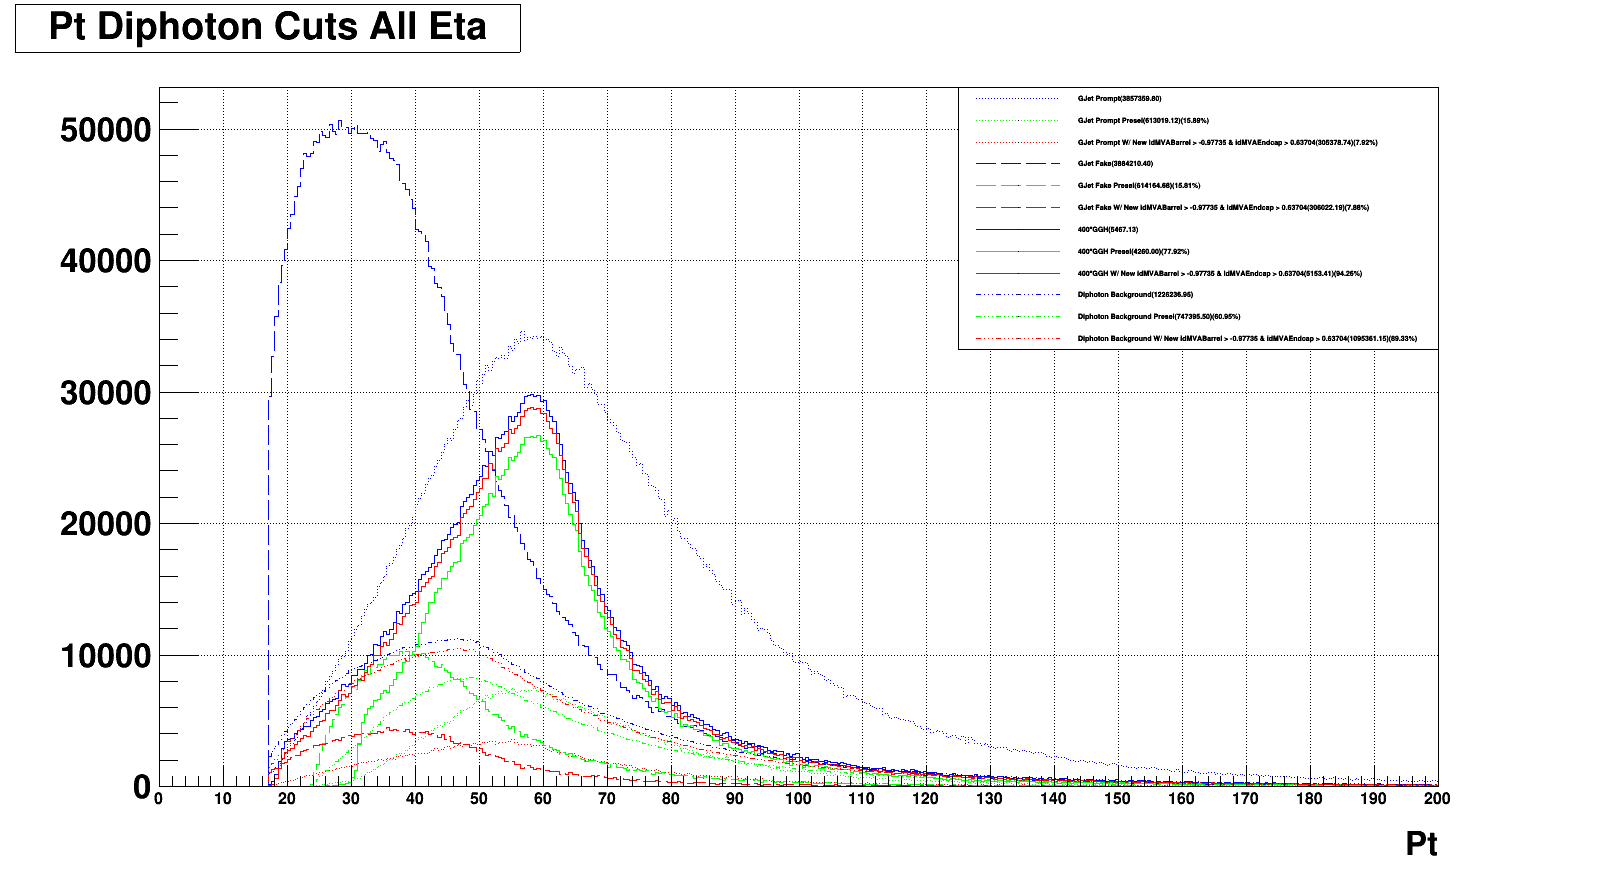 Pt Diphoton Cuts All Eta
GJet Prompt(3857359.80)
GJet Prompt Presel(613019.12)(15.89%)
GJet Prompt W/ New IdMVABarrel > -0.97735 & IdMVAEndcap > 0.63704(305378.74)(7.92%)
GJet Fake(3884210.40)
GJet Fake Presel(614164.68)(15.81%)
GJet Fake W/ New IdMVABarrel > -0.97735 & IdMVAEndcap > 0.63704(306022.19)(7.88%)
400*GGH(5467.13)
400*GGH Presel(4260.00)(77.92%)
400*GGH W/ New IdMVABarrel > -0.97735 & IdMVAEndcap > 0.63704(5153.41)(94.26%)
Diphoton Background(1226236.95)
Diphoton Background Presel(747395.50)(60.95%)
Diphoton Background W/ New IdMVABarrel > -0.97735 & IdMVAEndcap > 0.63704(1095361.15)(89.33%)
50000
40000
30000
20000
10000
0
0 10 20 30 40 50 60 70 80 90 100 110 120 130 140 150 160 170 180 190 200
Pt